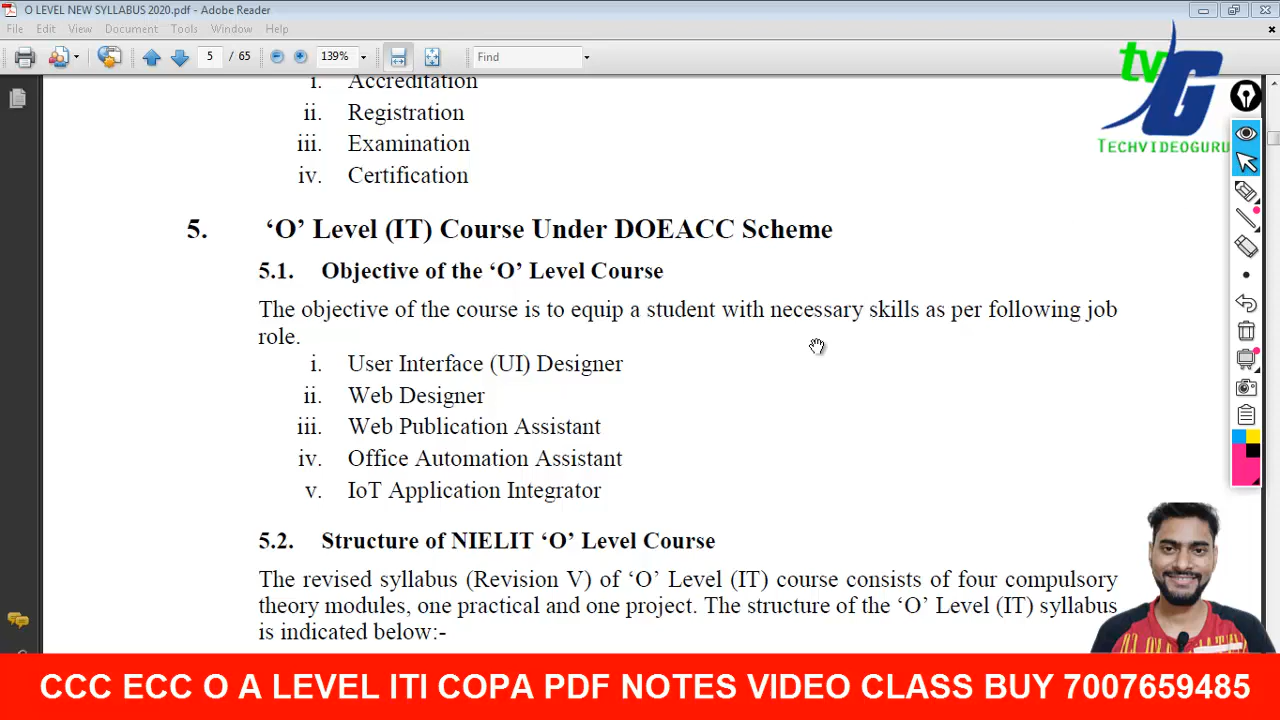 O LEVEL NEW SYLLABUS 2020.pdf - Adobe Reader
File Edit View Document Tools Window Help
5 / 65 139% Find
tv
G
TECHVIDEOGURU
i. Accreditation
ii. Registration
iii. Examination
iv. Certification
5. ‘O’ Level (IT) Course Under DOEACC Scheme
5.1. Objective of the ‘O’ Level Course
The objective of the course is to equip a student with necessary skills as per following job
role.
i. User Interface (UI) Designer
ii. Web Designer
iii. Web Publication Assistant
iv. Office Automation Assistant
v. IoT Application Integrator
5.2. Structure of NIELIT ‘O’ Level Course
The revised syllabus (Revision V) of ‘O’ Level (IT) course consists of four compulsory
theory modules, one practical and one project. The structure of the ‘O’ Level (IT) syllabus
is indicated below:-
CCC ECC O A LEVEL ITI COPA PDF NOTES VIDEO CLASS BUY 7007659485